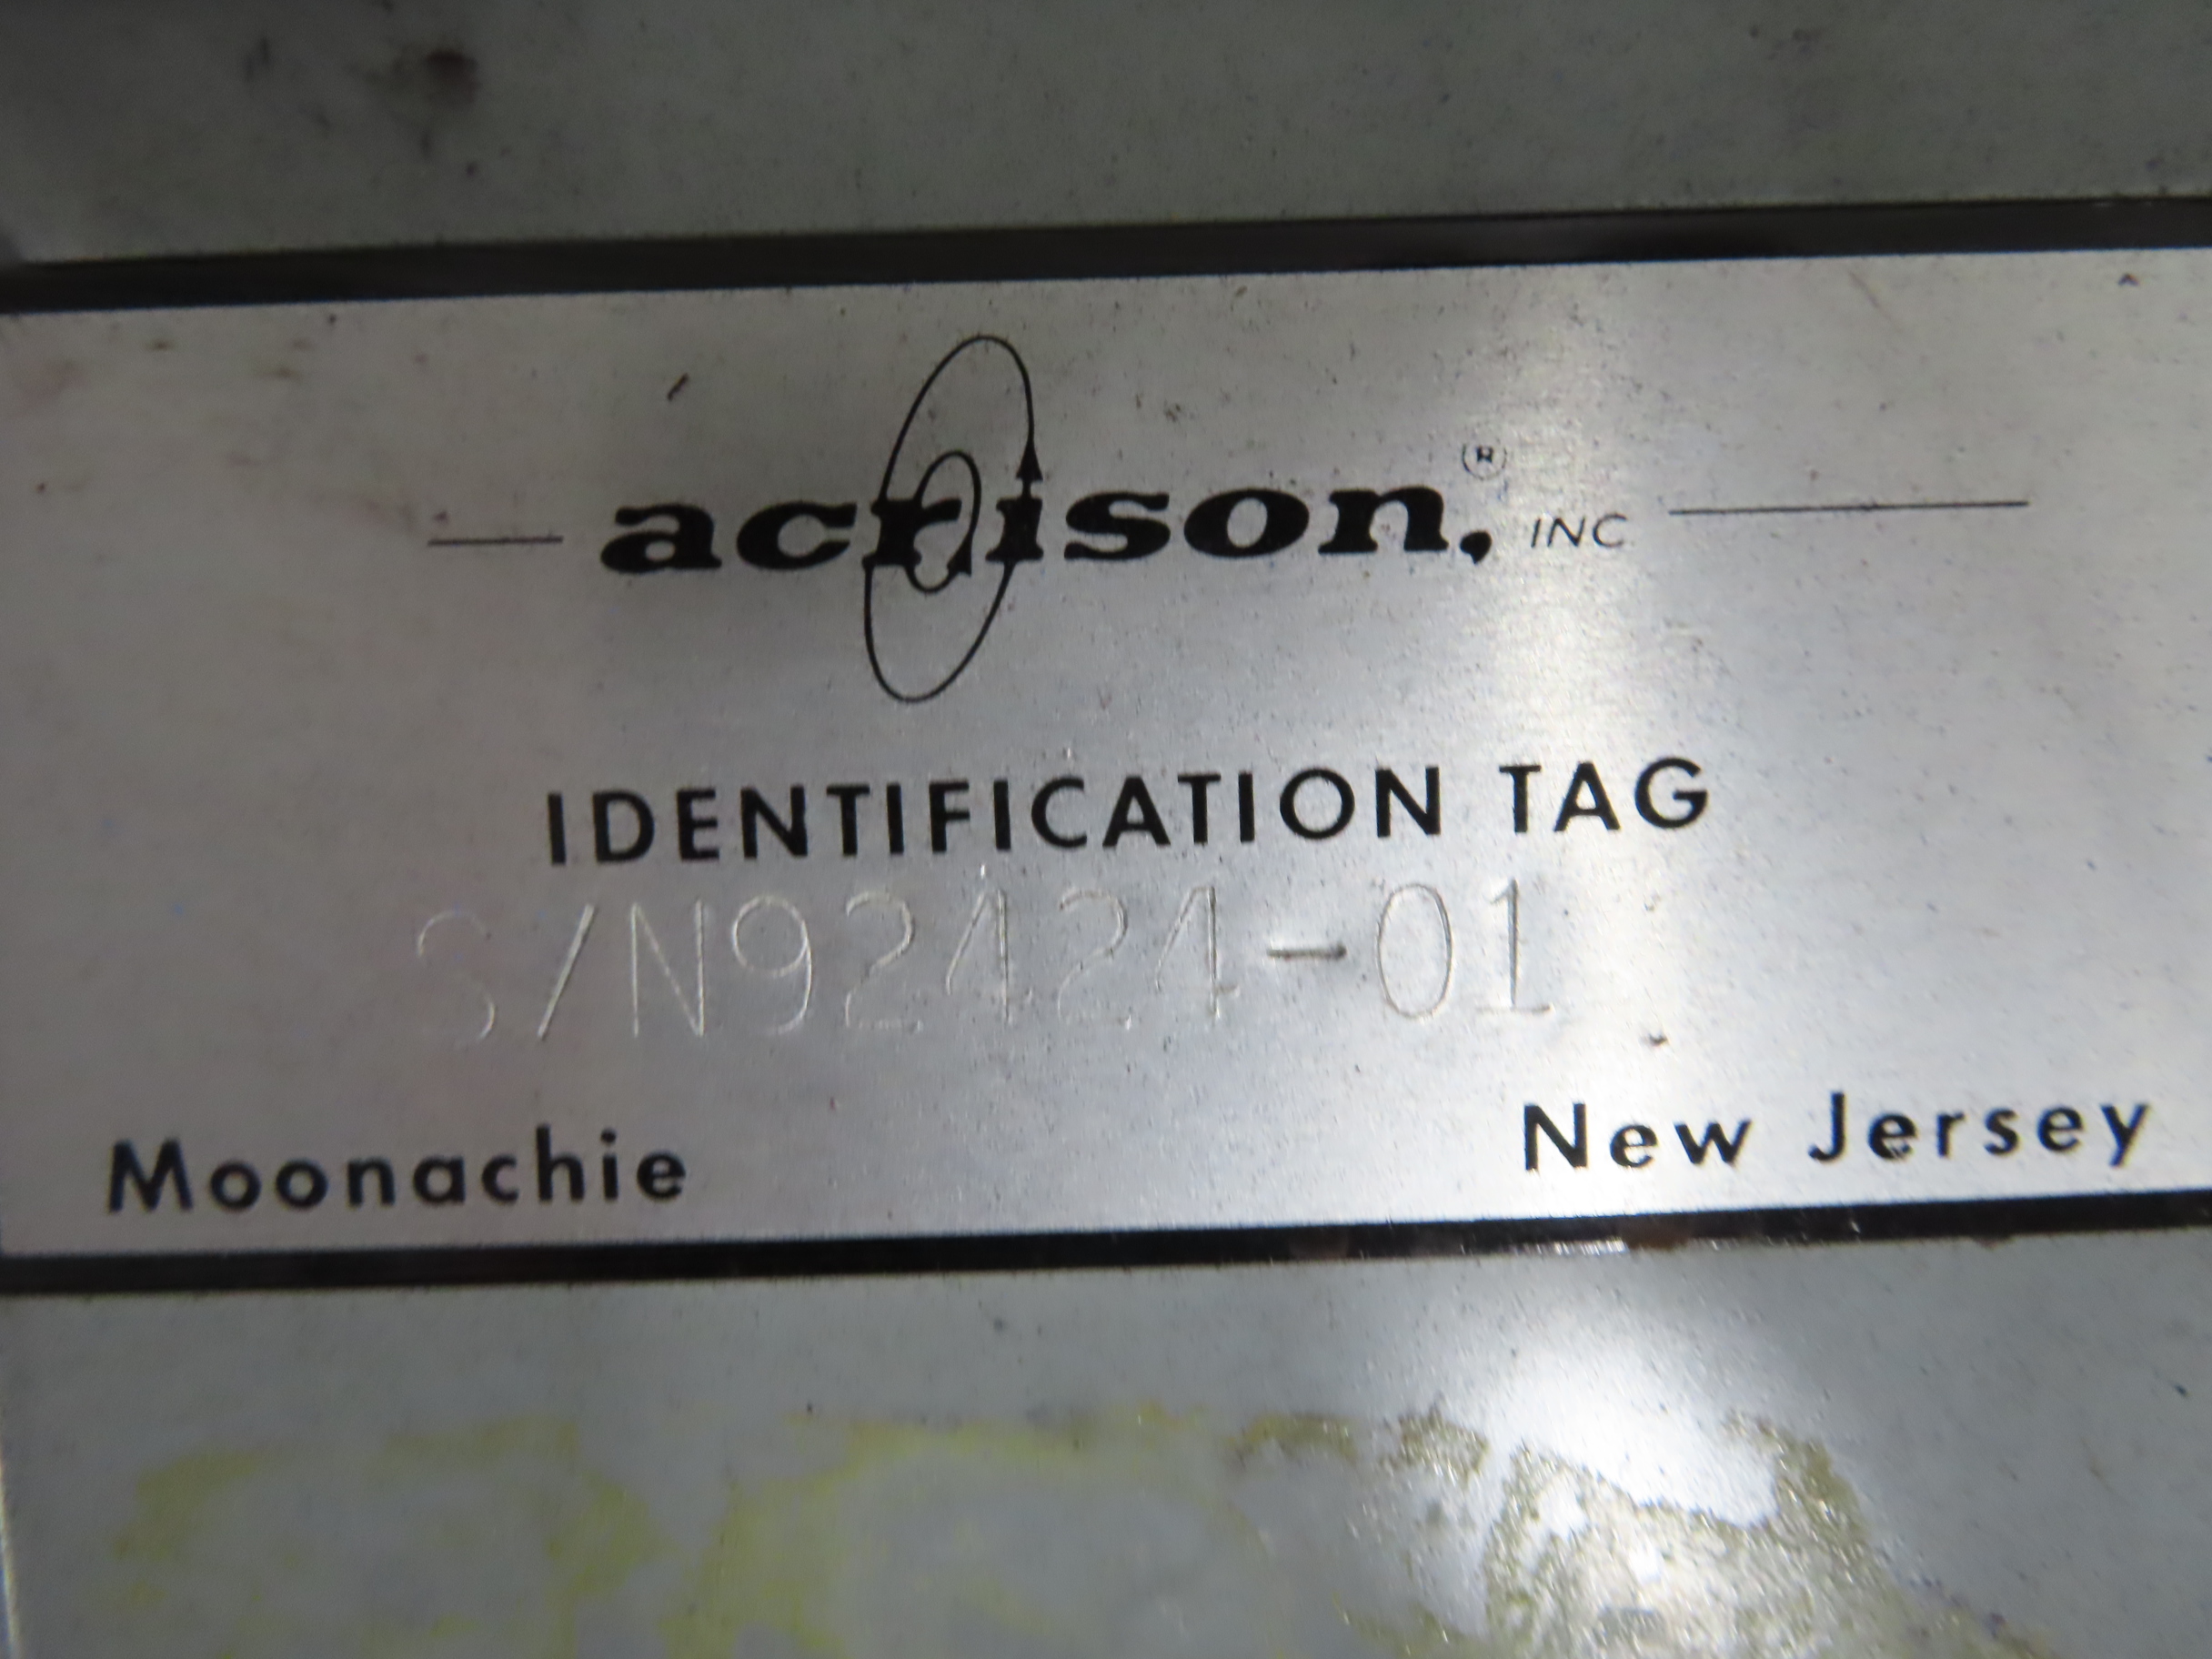 acrison, INC ®
IDENTIFICATION TAG
S/N92424-01
Moonachie New Jersey